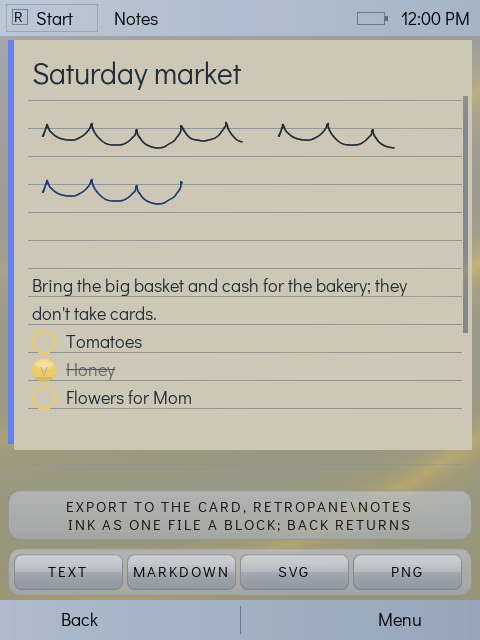 R Start Notes 12:00 PM
Saturday market
Bring the big basket and cash for the bakery; they
don't take cards.
Tomatoes
v Honey
Flowers for Mom
EXPORT TO THE CARD, RETROPANE\NOTES
INK AS ONE FILE A BLOCK; BACK RETURNS
TEXT MARKDOWN SVG PNG
Back Menu